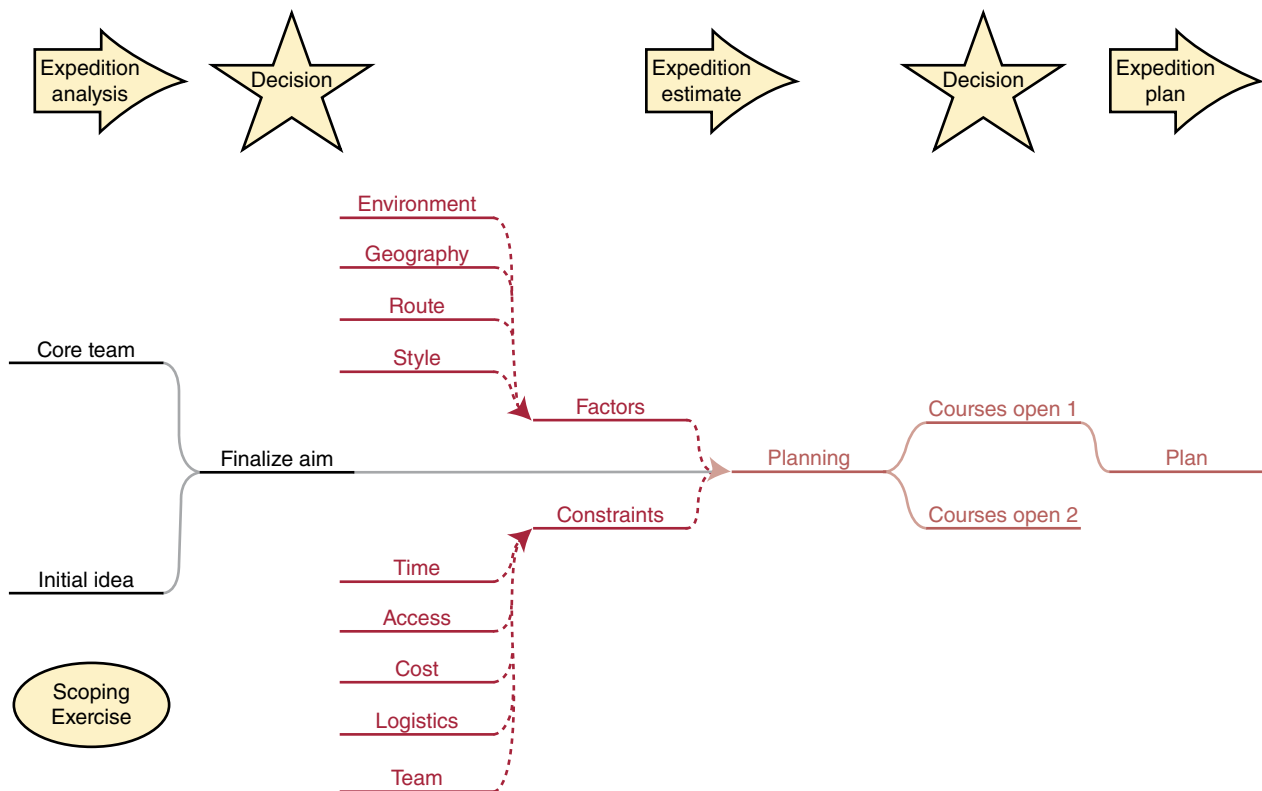 Expedition
analysis
Decision
Expedition
estimate
Decision
Expedition
plan
Environment
Geography
Route
Style
Core team
Factors
Courses open 1
Finalize aim
Planning
Plan
Constraints
Courses open 2
Initial idea
Time
Access
Cost
Logistics
Team
Scoping
Exercise